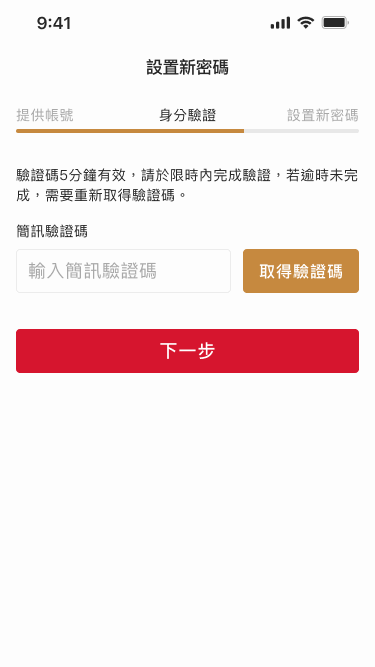 9:41
設置新密碼
提供帳號 身分驗證 設置新密碼
驗證碼5分鐘有效，請於限時內完成驗證，若逾時未完
成，需要重新取得驗證碼。
簡訊驗證碼
輸入簡訊驗證碼 取得驗證碼
下一步